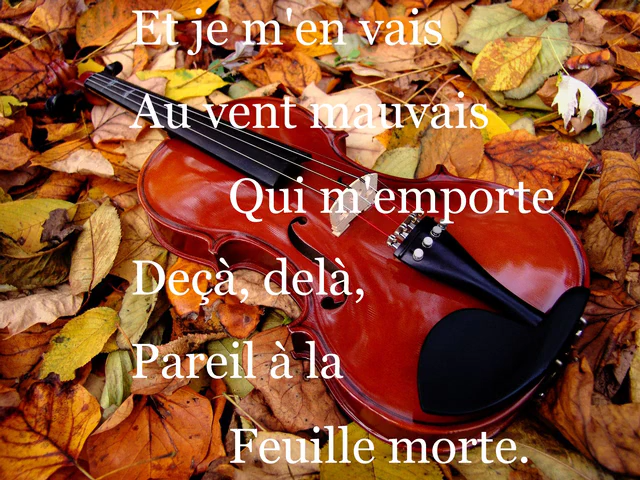 Et je m'en vais
Au vent mauvais
Qui m'emporte
Deçà, delà,
Pareil à la
Feuille morte.